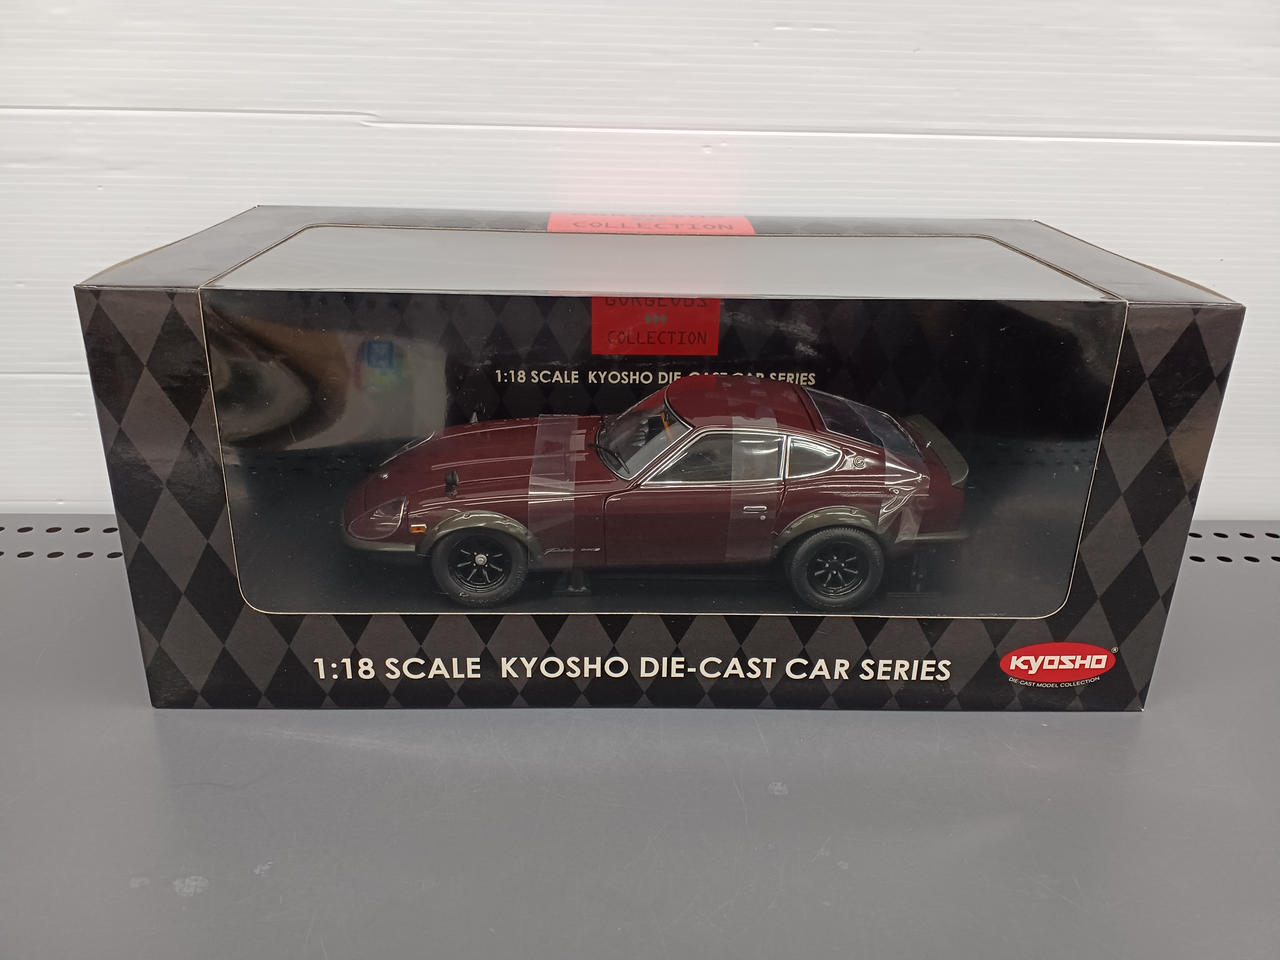 COLLECTION
GORGEOUS
COLLECTION
1:18 SCALE KYOSHO DIE-CAST CAR SERIES
Fairlady
1:18 SCALE KYOSHO DIE-CAST CAR SERIES
KYOSHO®
DIE-CAST MODEL COLLECTION